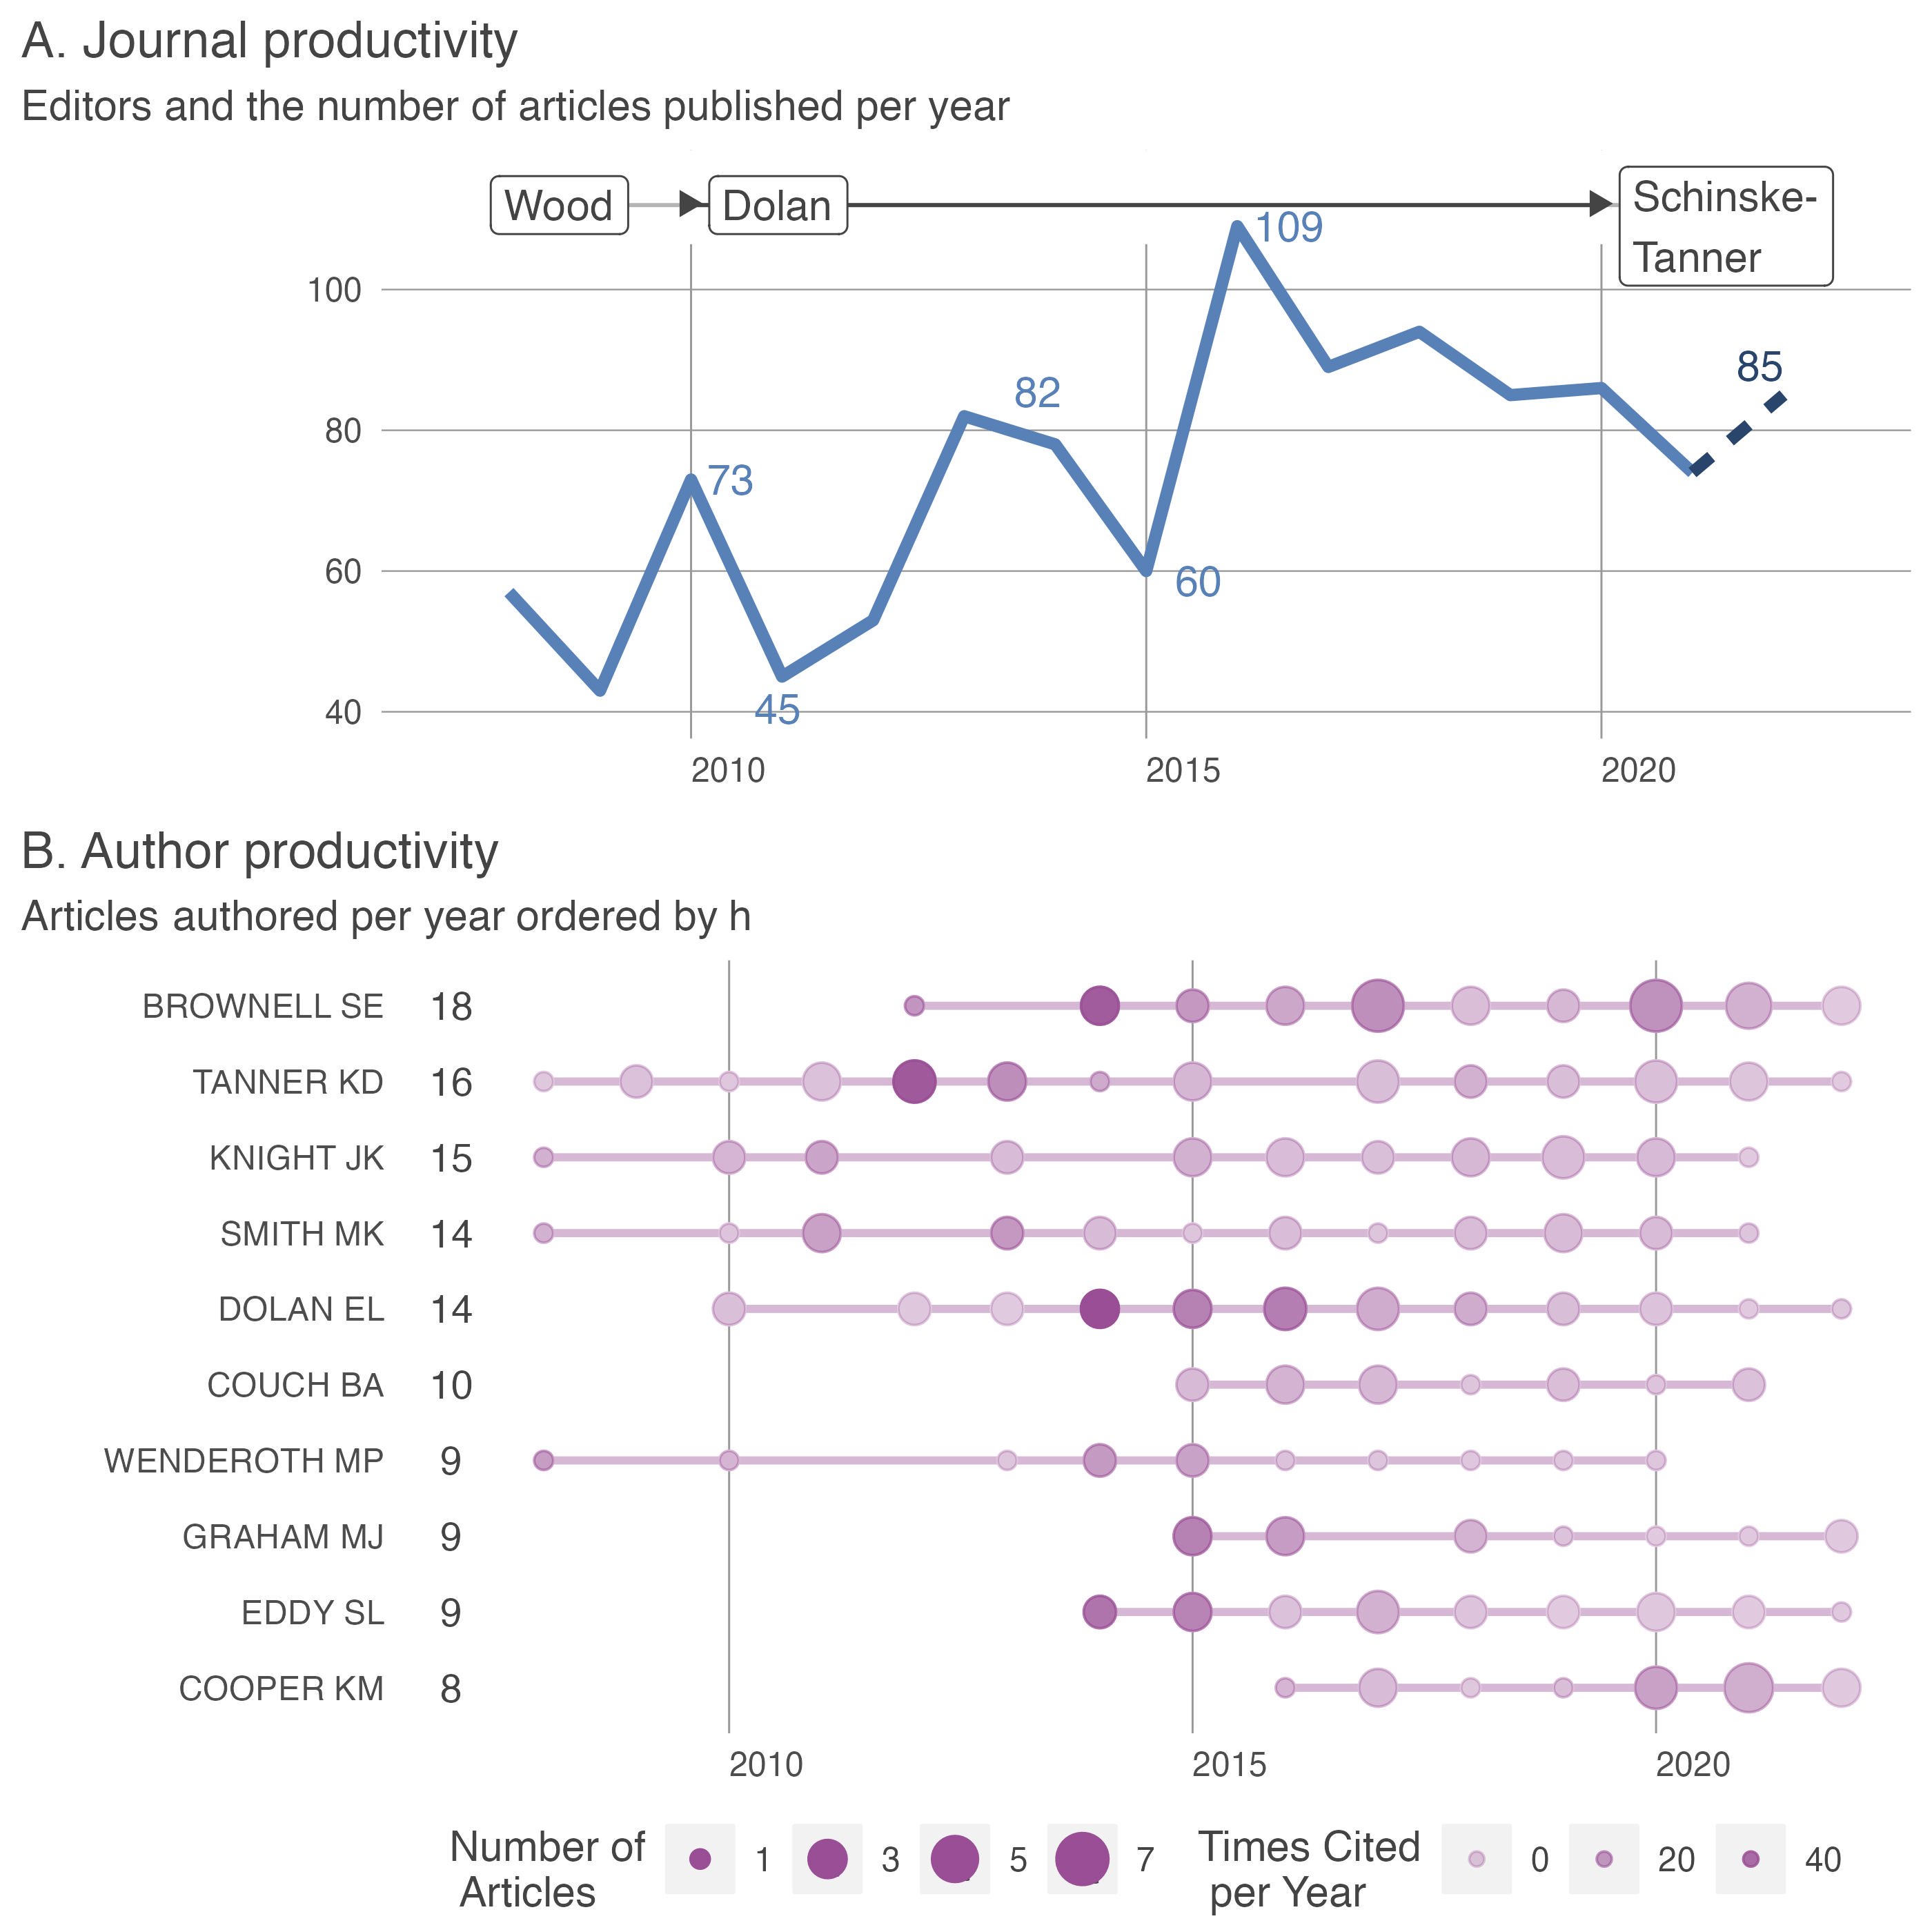 A. Journal productivity
Editors and the number of articles published per year
Wood
Dolan
Schinske-
Tanner
109
100
85
82
80
73
60
60
45
40
2010
2015
2020
B. Author productivity
Articles authored per year ordered by h
BROWNELL SE 18
TANNER KD 16
KNIGHT JK 15
SMITH MK 14
DOLAN EL 14
COUCH BA 10
WENDEROTH MP 9
GRAHAM MJ 9
EDDY SL 9
COOPER KM 8
2010
2015
2020
Number of
Articles
1
3
5
7
Times Cited
per Year
0
20
40